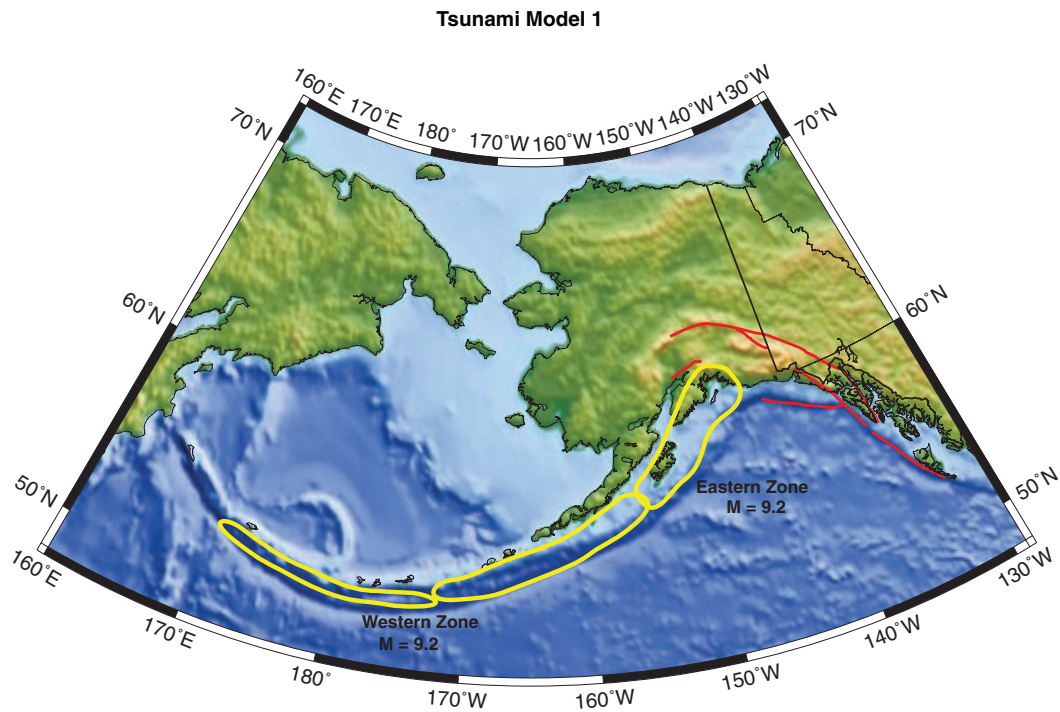 Tsunami Model 1
160˚E 170˚E 180˚ 170˚W 160˚W 150˚W 140˚W 130˚W
70˚N 70˚N
60˚N 60˚N
50˚N 50˚N
Eastern Zone
M = 9.2
Western Zone
M = 9.2
160˚E 170˚E 180˚ 170˚W 160˚W 150˚W 140˚W 130˚W